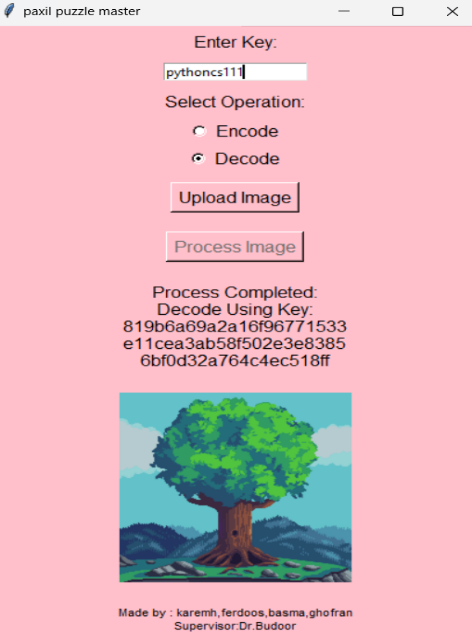 paxil puzzle master
Enter Key:
pythoncs111
Select Operation:
Encode
Decode
Upload Image
Process Image
Process Completed:
Decode Using Key:
819b6a69a2a16f96771533
e11cea3ab58f502e3e8385
6bf0d32a764c4ec518ff
Made by : karemh,ferdoos,basma,ghofran
Supervisor:Dr.Budoor